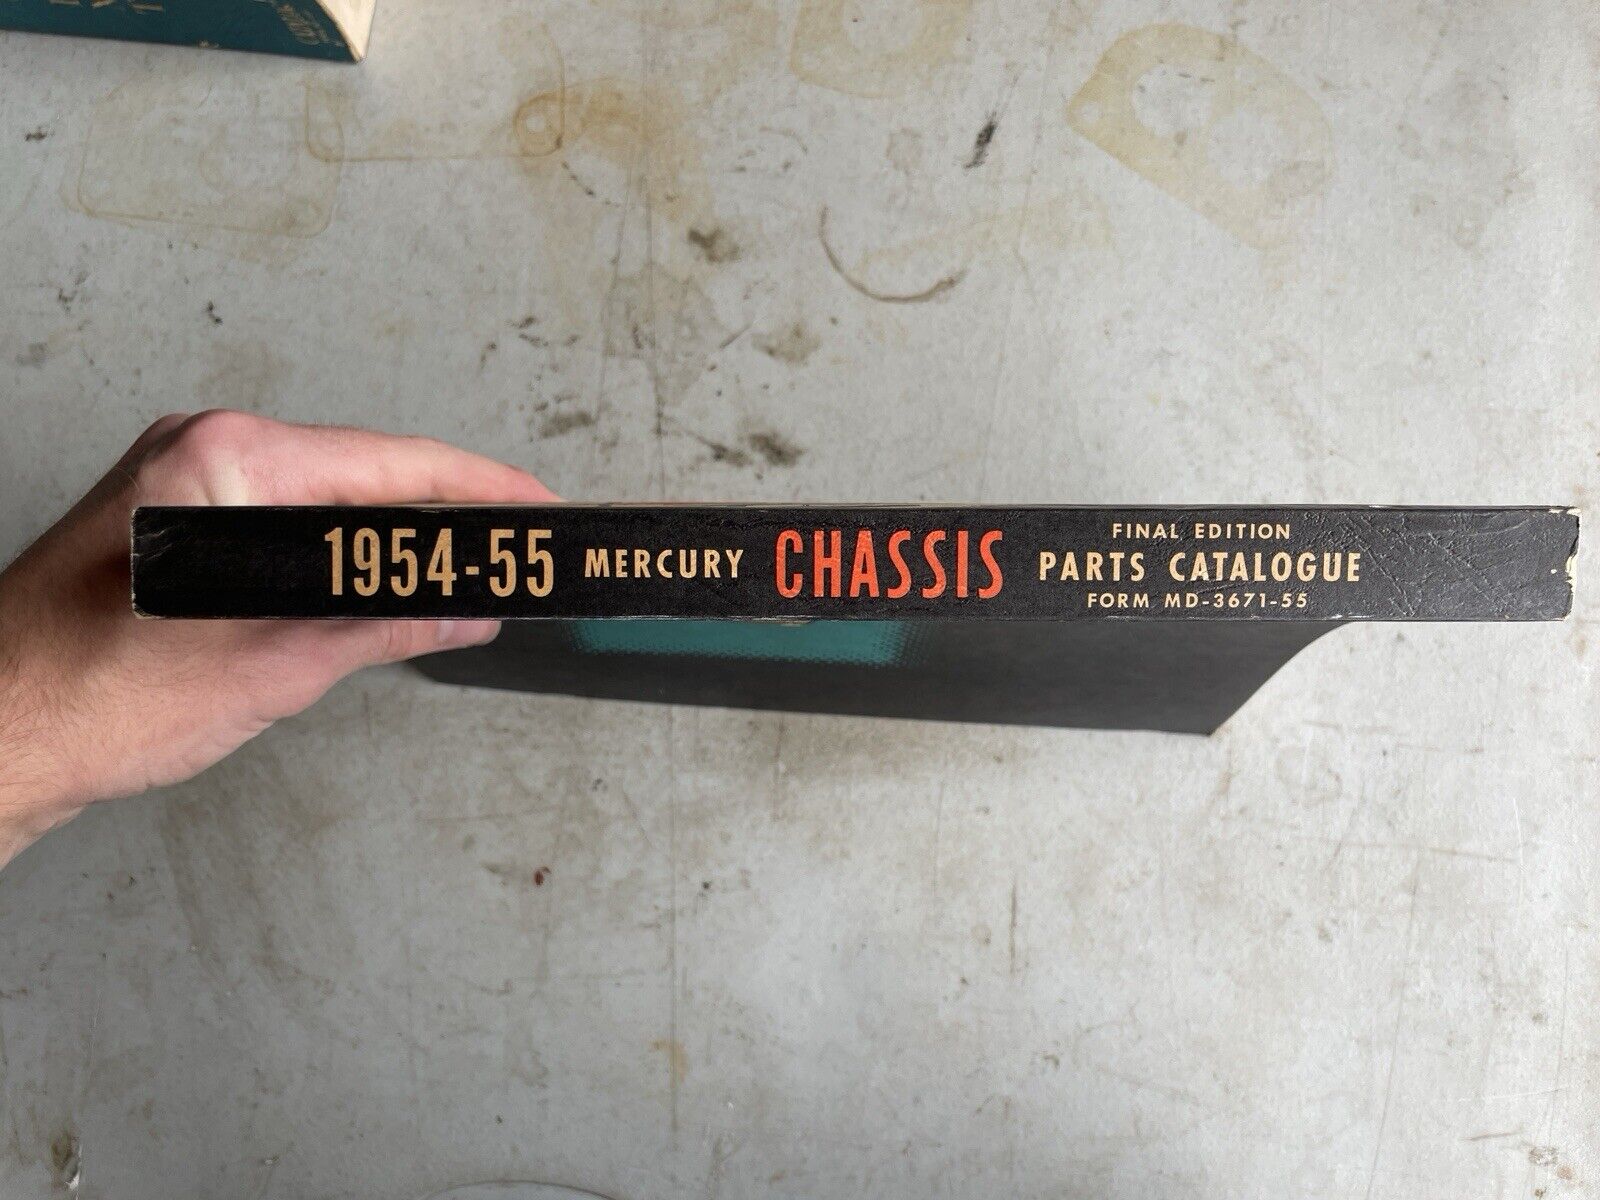 1954-55 MERCURY CHASSIS
FINAL EDITION
PARTS CATALOGUE
FORM MD-3671-55